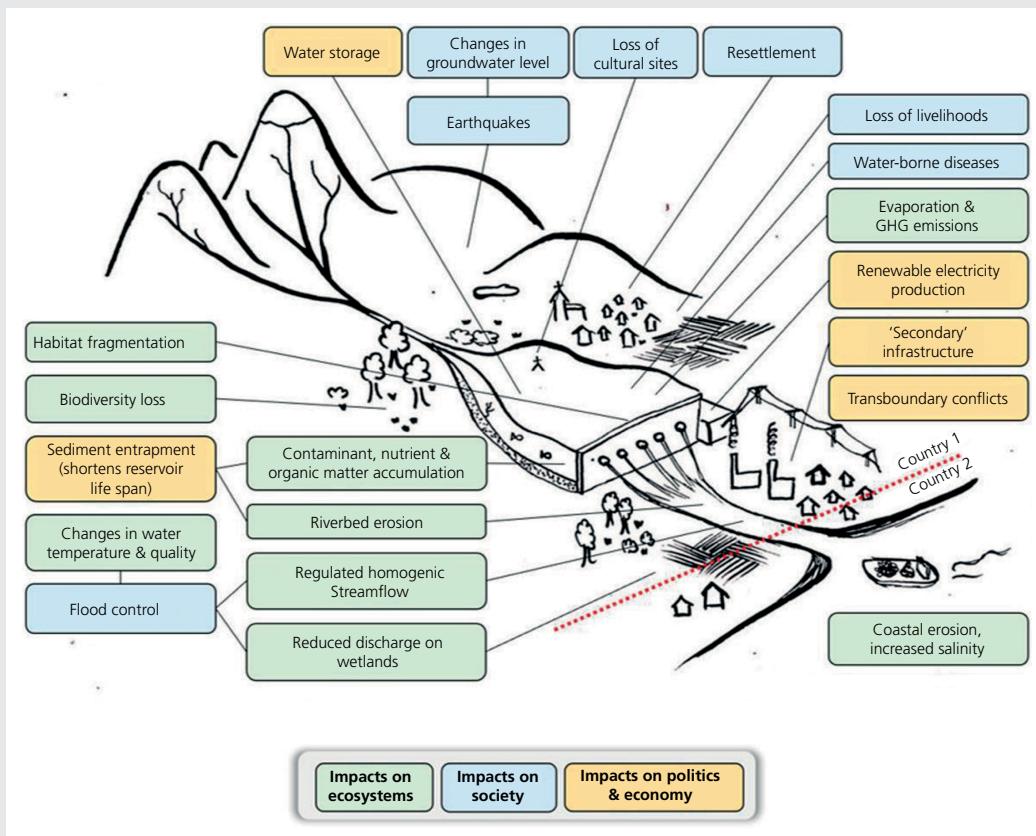 Water storage
Changes in
groundwater level
Loss of
cultural sites
Resettlement
Earthquakes
Loss of livelihoods
Water-borne diseases
Evaporation &
GHG emissions
Renewable electricity
production
'Secondary'
infrastructure
Transboundary conflicts
Habitat fragmentation
Biodiversity loss
Sediment entrapment
(shortens reservoir
life span)
Contaminant, nutrient &
organic matter accumulation
Riverbed erosion
Changes in water
temperature & quality
Regulated homogenic
Streamflow
Flood control
Reduced discharge on
wetlands
Country 1
Country 2
Coastal erosion,
increased salinity
Impacts on
ecosystems
Impacts on
society
Impacts on politics
& economy